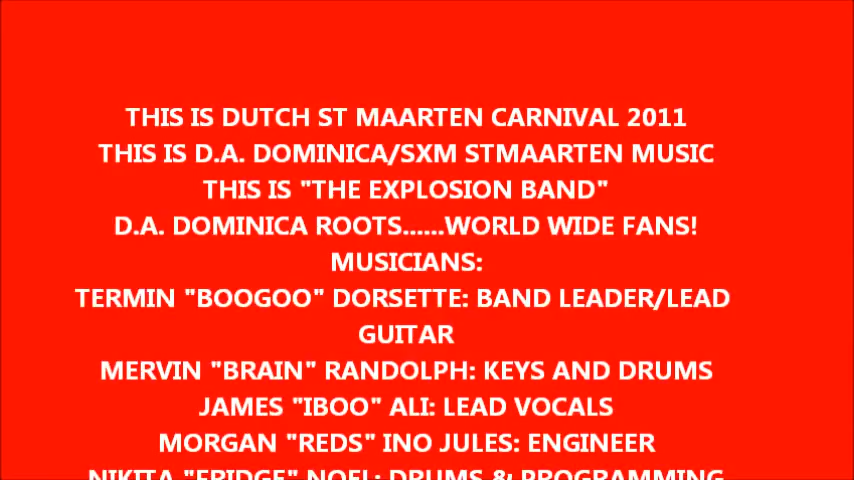 THIS IS DUTCH ST MAARTEN CARNIVAL 2011
THIS IS D.A. DOMINICA/SXM STMAARTEN MUSIC
THIS IS "THE EXPLOSION BAND"
D.A. DOMINICA ROOTS......WORLD WIDE FANS!
MUSICIANS:
TERMIN "BOOGOO" DORSETTE: BAND LEADER/LEAD
GUITAR
MERVIN "BRAIN" RANDOLPH: KEYS AND DRUMS
JAMES "IBOO" ALI: LEAD VOCALS
MORGAN "REDS" INO JULES: ENGINEER
NIKITA "FRIDGE" NOEL: DRUMS & PROGRAMMING